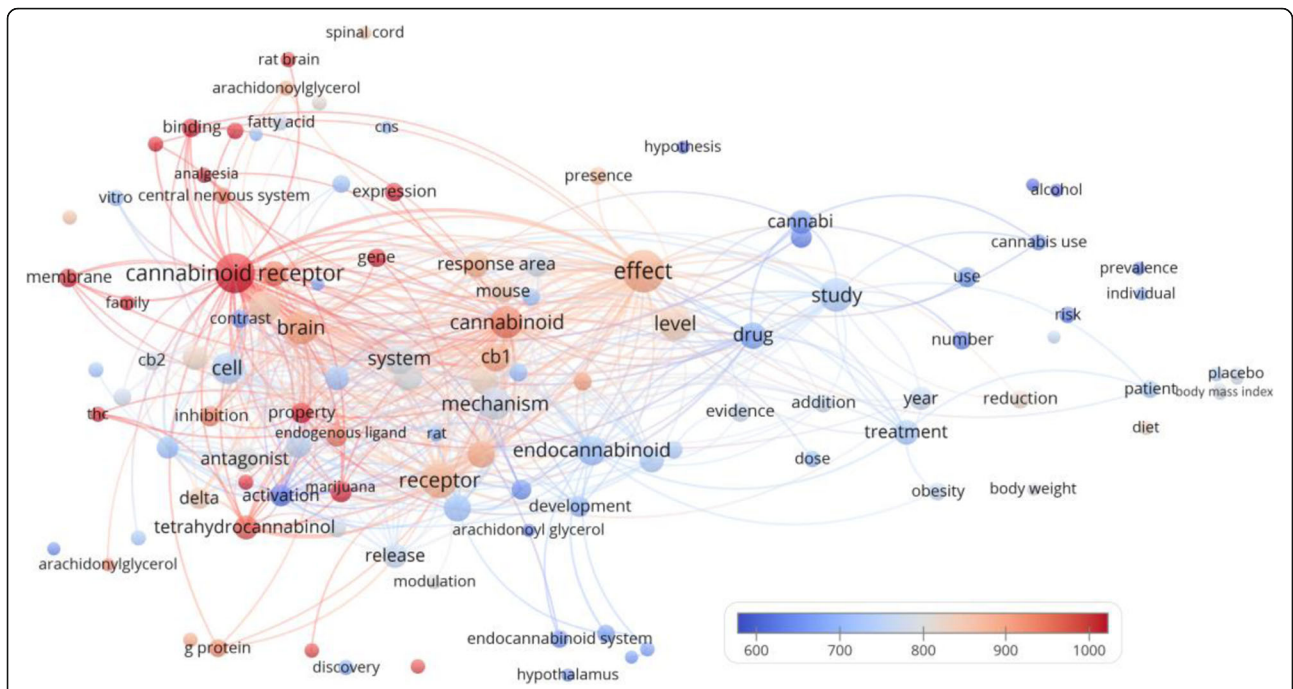 spinal cord
rat brain
arachidonoylglycerol
binding
fatty acid
cns
hypothesis
analgesia
presence
vitro
central nervous system
expression
alcohol
cannabi
cannabis use
gene
response area
effect
membrane
cannabinoid receptor
use
prevalence
mouse
study
individual
family
contrast
brain
cannabinoid
level
drug
risk
number
cb2
cell
system
cb1
placebo
patient
body mass index
thc
inhibition
property
mechanism
evidence
addition
year
reduction
endogenous ligand
rat
treatment
diet
antagonist
endocannabinoid
dose
receptor
delta
activation
marijuana
obesity
body weight
development
tetrahydrocannabinol
arachidonoyl glycerol
arachidonylglycerol
release
modulation
g protein
endocannabinoid system
discovery
hypothalamus
600 700 800 900 1000